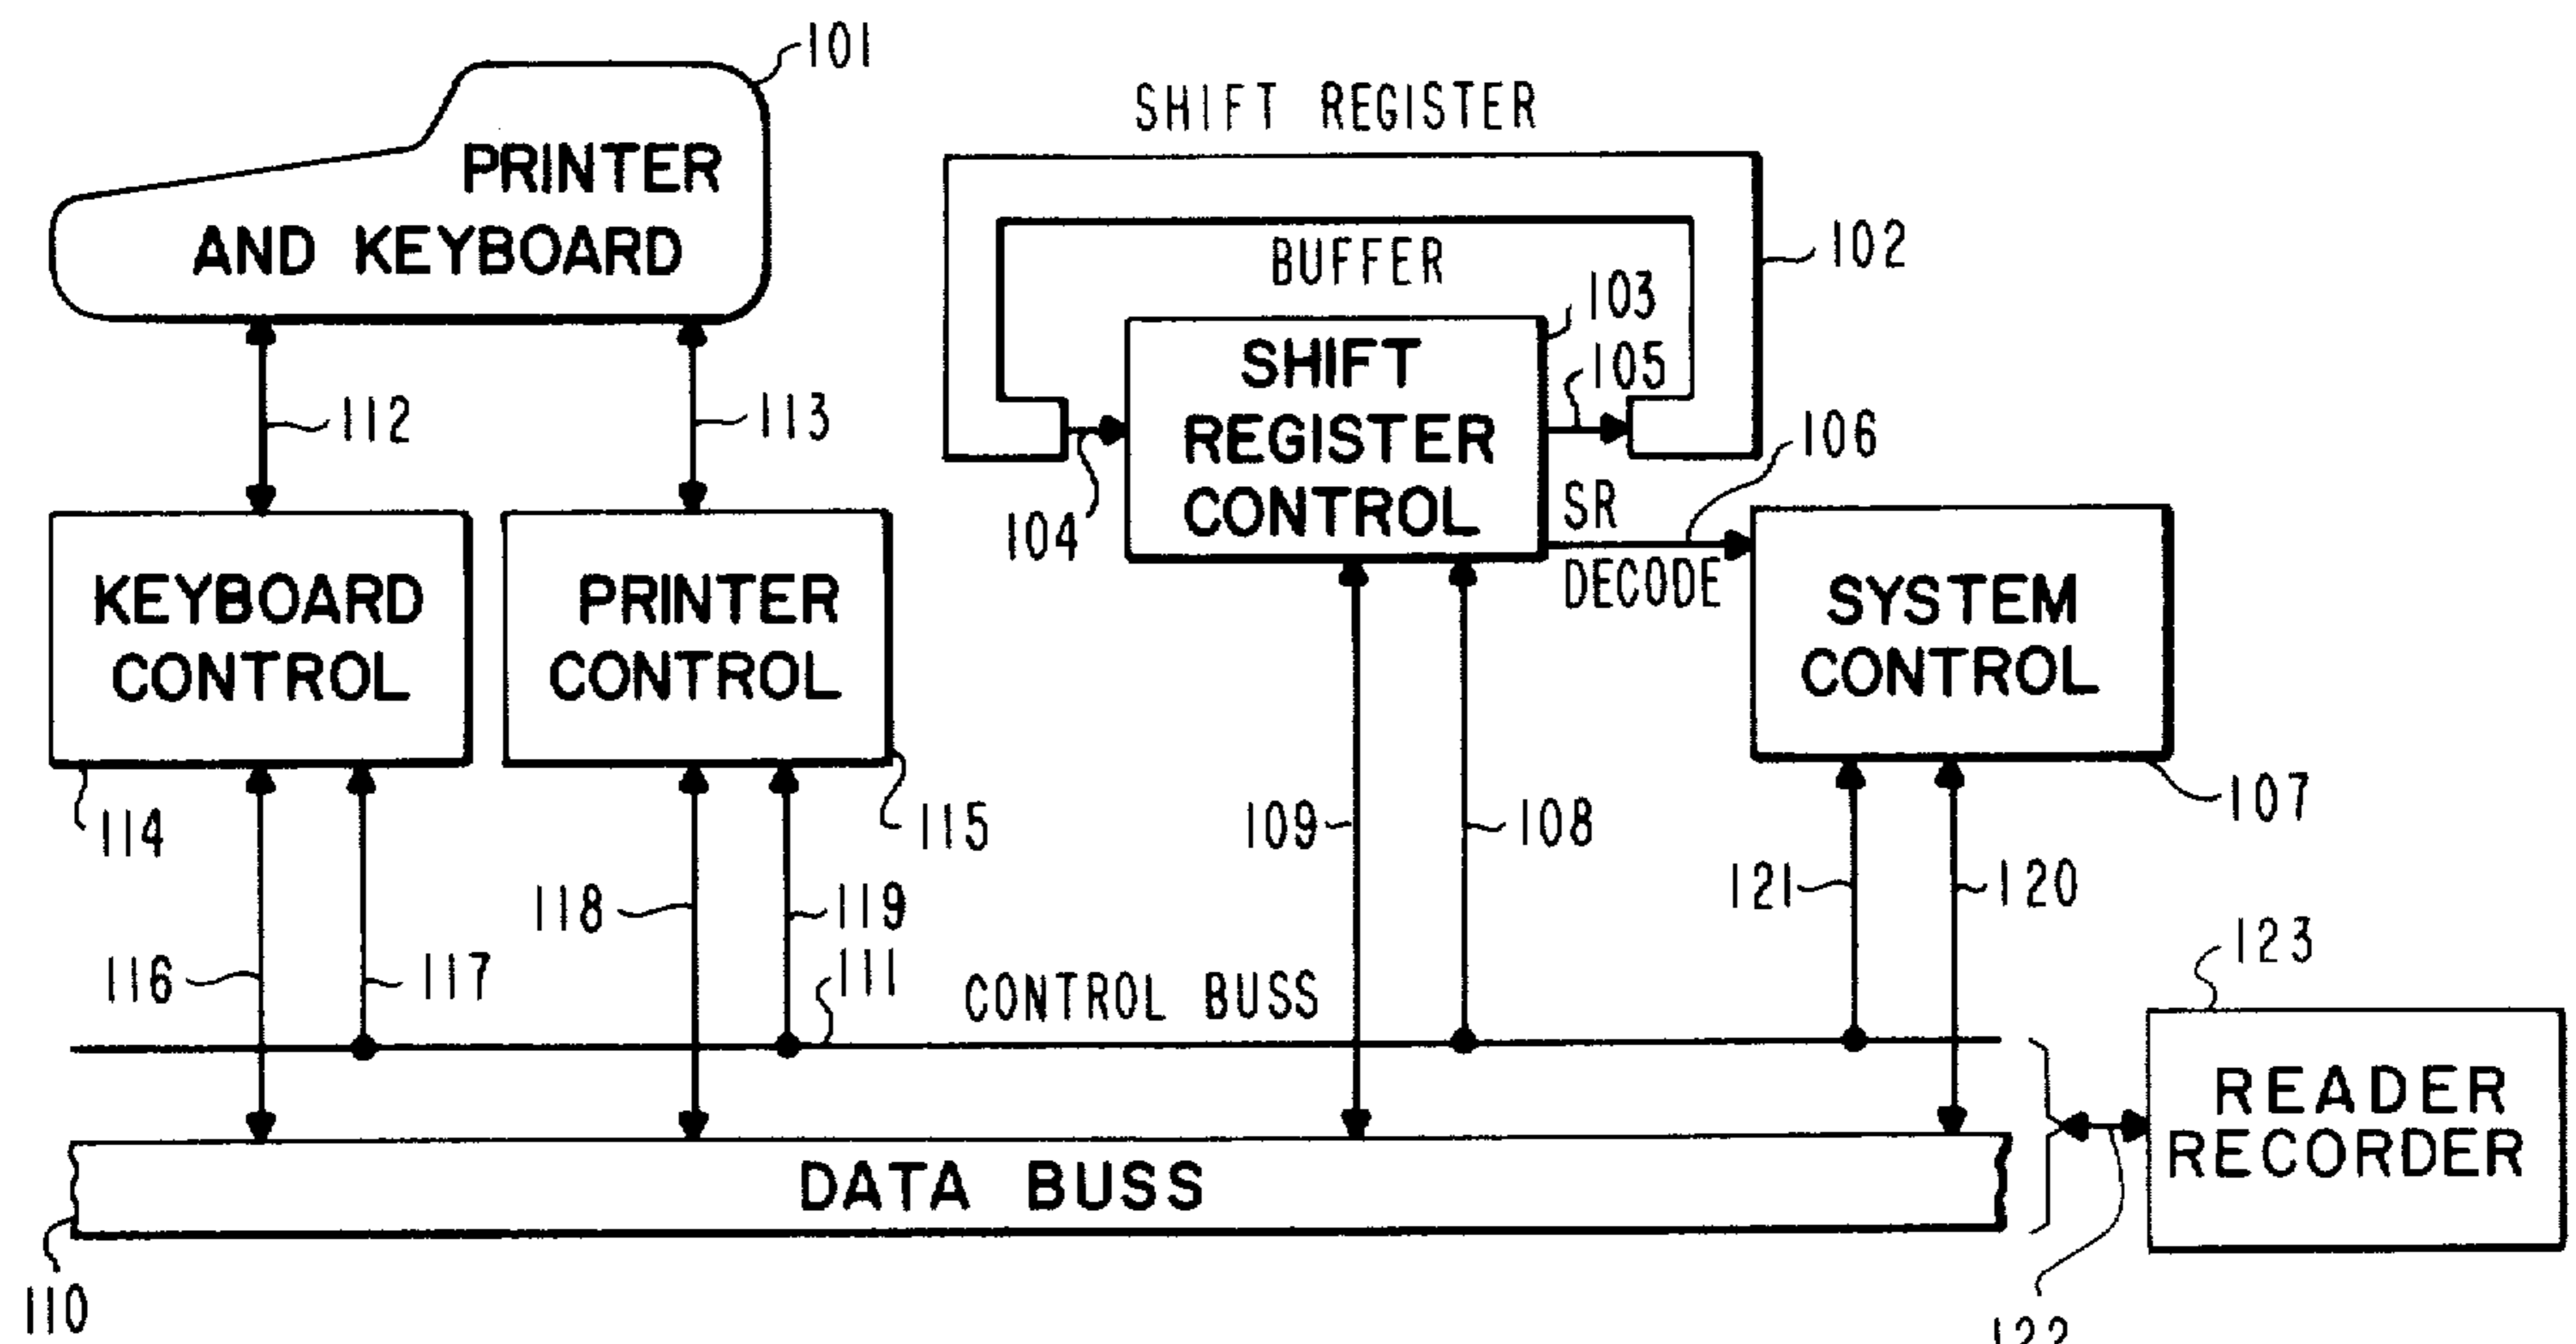 101
PRINTER
AND KEYBOARD
SHIFT REGISTER
102
BUFFER
103
SHIFT
REGISTER
CONTROL
104
105
106
SR
DECODE
112
113
KEYBOARD
CONTROL
PRINTER
CONTROL
SYSTEM
CONTROL
114
115
109
108
107
116
117
118
119
111
121
120
CONTROL BUSS
123
READER
RECORDER
DATA BUSS
110
122